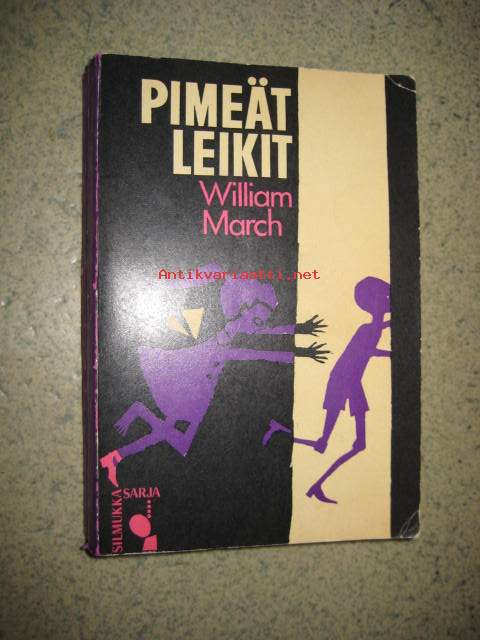 PIMEÄT
LEIKIT
William
March
Antikvariaatti.net
SILMUKKA
SARJA